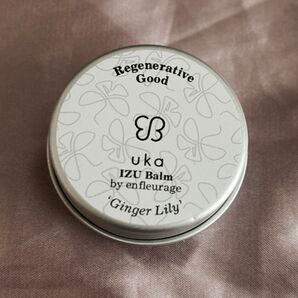 Regenerative
Good
uka
IZU Balm
by enfleurage
'Ginger Lily'